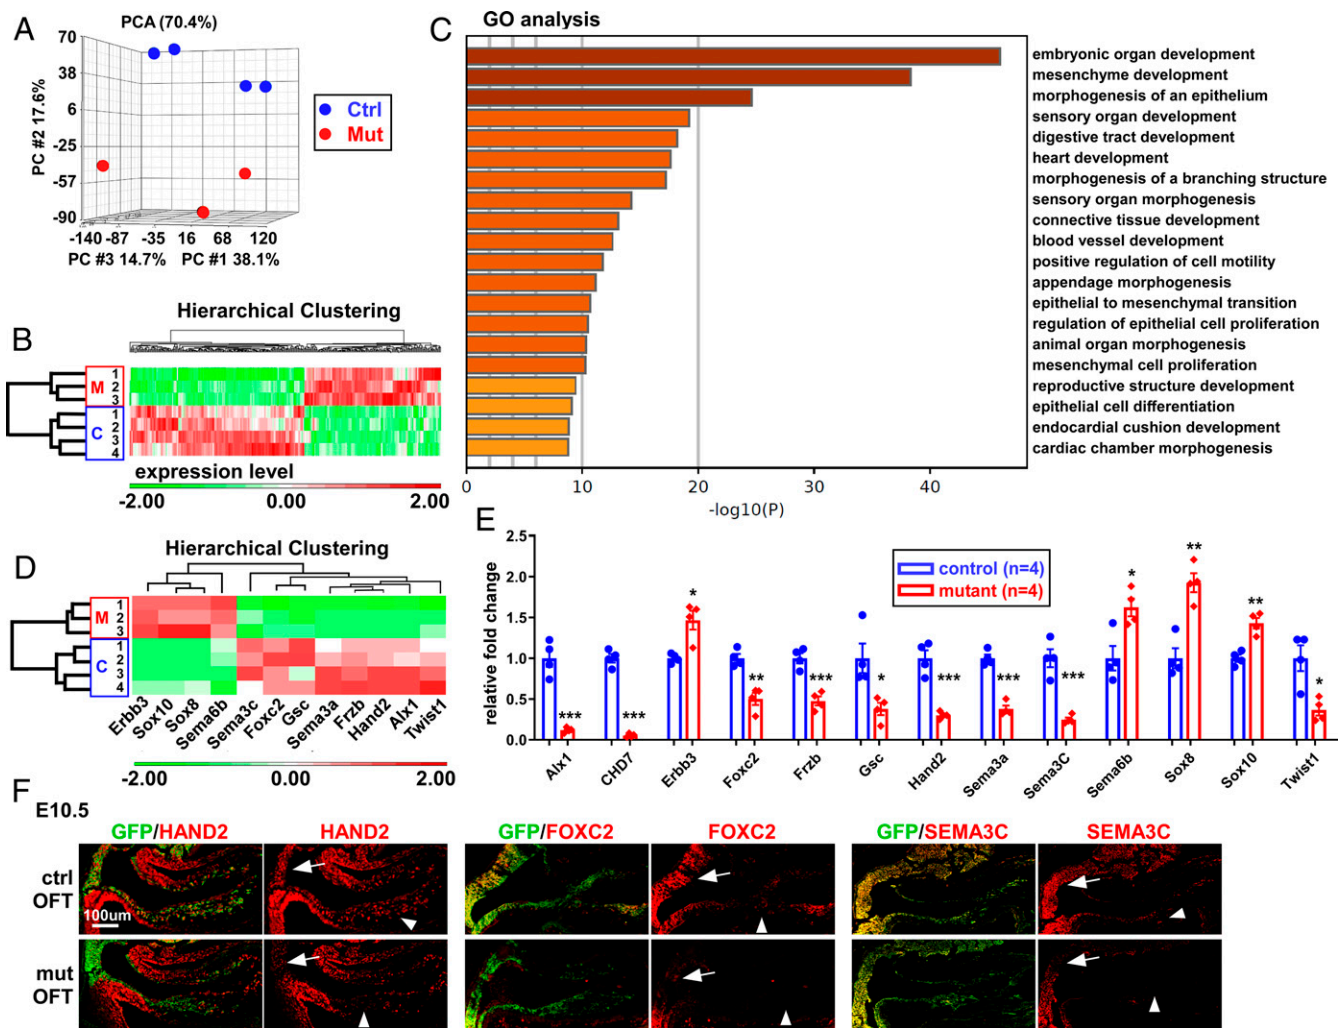 A
PCA (70.4%)
70
38
6
-25
-57
-90
PC #2 17.6%
-140 -87 -35 16 68 120
PC #3 14.7% PC #1 38.1%
Ctrl
Mut
B
Hierarchical Clustering
M
1
2
3
C
1
2
3
4
expression level
-2.00 0.00 2.00
C
GO analysis
embryonic organ development
mesenchyme development
morphogenesis of an epithelium
sensory organ development
digestive tract development
heart development
morphogenesis of a branching structure
sensory organ morphogenesis
connective tissue development
blood vessel development
positive regulation of cell motility
appendage morphogenesis
epithelial to mesenchymal transition
regulation of epithelial cell proliferation
animal organ morphogenesis
mesenchymal cell proliferation
reproductive structure development
epithelial cell differentiation
endocardial cushion development
cardiac chamber morphogenesis
0 10 20 30 40
-log10(P)
D
Hierarchical Clustering
M
1
2
3
C
1
2
3
4
Erbb3 Sox10 Sox8 Sema6b Sema3c Foxc2 Gsc Sema3a Frzb Hand2 Alx1 Twist1
-2.00 0.00 2.00
E
relative fold change
2.5
2.0
1.5
1.0
0.5
0.0
control (n=4)
mutant (n=4)
*** *** * ** *** * *** *** *** * ** ** *
Alx1 CHD7 Erbb3 Foxc2 Frzb Gsc Hand2 Sema3a Sema3C Sema6b Sox8 Sox10 Twist1
F
E10.5
GFP/HAND2 HAND2 GFP/FOXC2 FOXC2 GFP/SEMA3C SEMA3C
ctrl
OFT
100um
mut
OFT